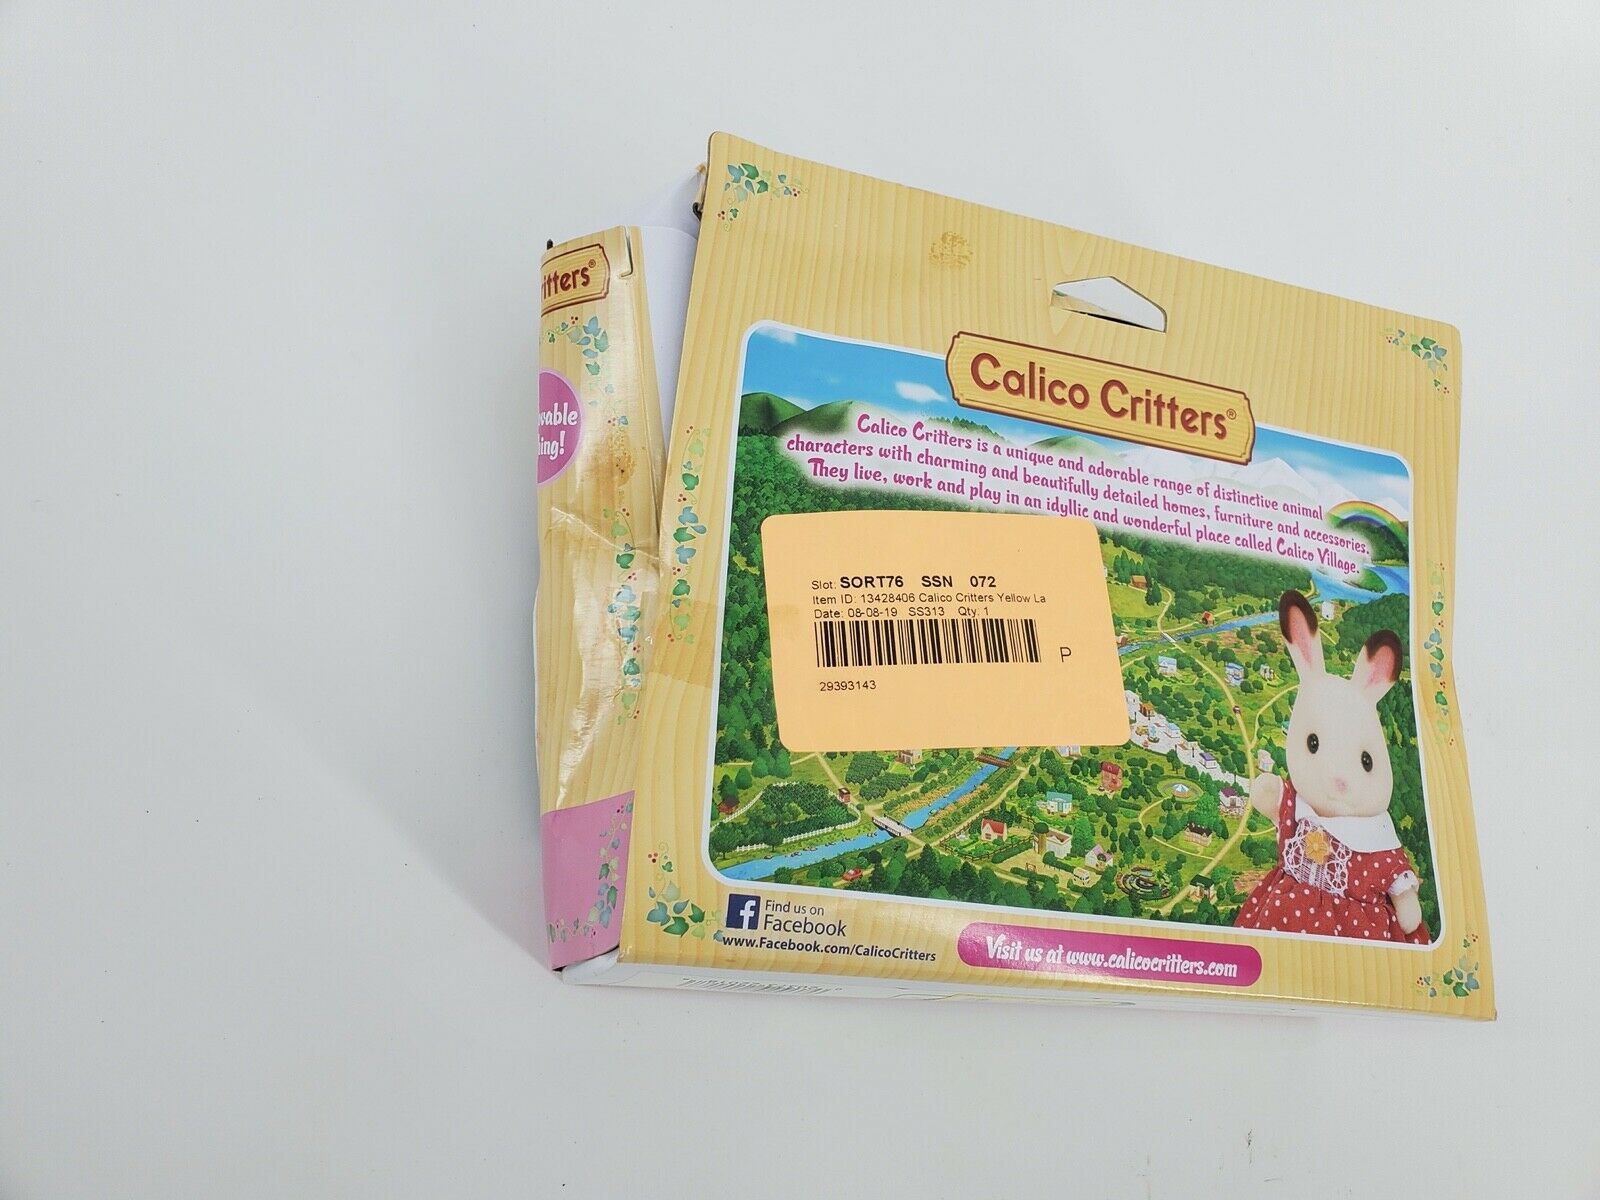 itters®
vable
ing!
Calico Critters®
Calico Critters is a unique and adorable range of distinctive animal
characters with charming and beautifully detailed homes, furniture and accessories.
They live, work and play in an idyllic and wonderful place called Calico Village.
Slot: SORT76 SSN 072
Item ID: 13428406 Calico Critters Yellow La
Date: 08-08-19 SS313 Qty. 1
P
29393143
Find us on
Facebook
www.Facebook.com/CalicoCritters
Visit us at www.calicocritters.com